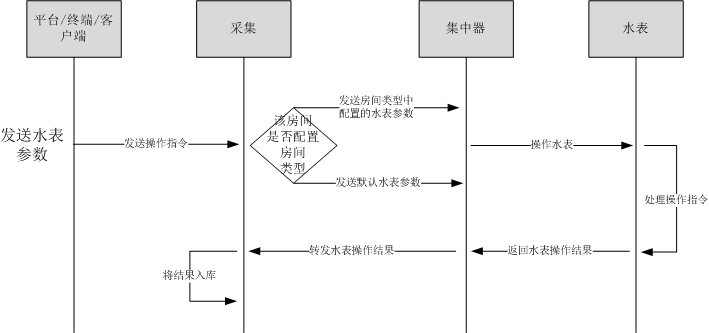 平台/终端/客
户端
采集
集中器
水表
发送水表
参数
发送操作指令
该房间
是否配置
房间
类型
发送房间类型中
配置的水表参数
发送默认水表参数
操作水表
处理操作指令
返回水表操作结果
转发水表操作结果
将结果入库